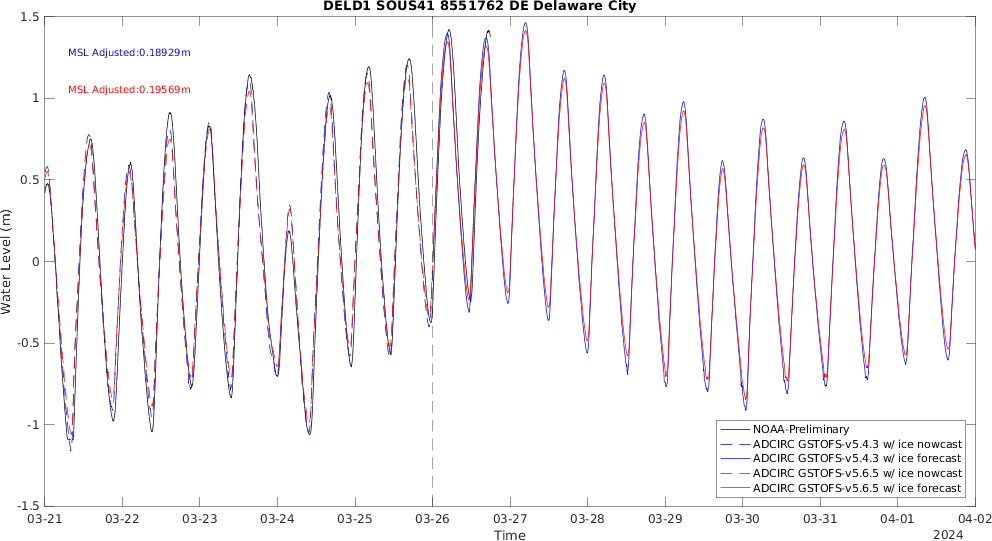 DELD1 SOUS41 8551762 DE Delaware City
MSL Adjusted:0.18929m
MSL Adjusted:0.19569m
1.5
1
0.5
0
-0.5
-1
-1.5
Water Level (m)
NOAA-Preliminary
ADCIRC GSTOFS-v5.4.3 w/ ice nowcast
ADCIRC GSTOFS-v5.4.3 w/ ice forecast
ADCIRC GSTOFS-v5.6.5 w/ ice nowcast
ADCIRC GSTOFS-v5.6.5 w/ ice forecast
03-21 03-22 03-23 03-24 03-25 03-26 03-27 03-28 03-29 03-30 03-31 04-01 04-02
Time
2024